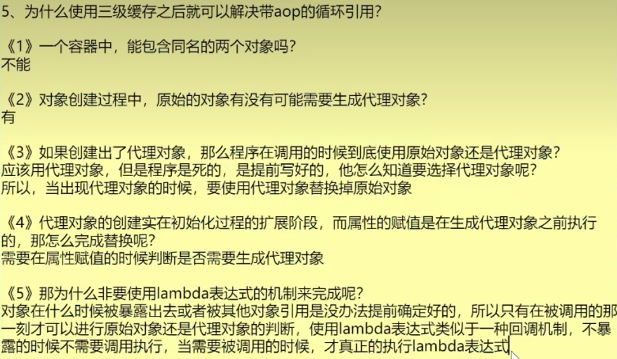 5、为什么使用三级缓存之后就可以解决带aop的循环引用?
《1》一个容器中，能包含同名的两个对象吗?
不能
《2》对象创建过程中，原始的对象有没有可能需要生成代理对象?
有
《3》如果创建出了代理对象，那么程序在调用的时候到底使用原始对象还是代理对象?
应该用代理对象，但是程序是死的，是提前写好的，他怎么知道要选择代理对象呢?
所以，当出现代理对象的时候，要使用代理对象替换掉原始对象
《4》代理对象的创建实在初始化过程的扩展阶段，而属性的赋值是在生成代理对象之前执行
的，那怎么完成替换呢?
需要在属性赋值的时候判断是否需要生成代理对象
《5》那为什么非要使用lambda表达式的机制来完成呢?
对象在什么时候被暴露出去或者被其他对象引用是没办法提前确定好的，所以只有在被调用的那
一刻才可以进行原始对象还是代理对象的判断，使用lambda表达式类似于一种回调机制，不暴
露的时候不需要调用执行，当需要被调用的时候，才真正的执行lambda表达式